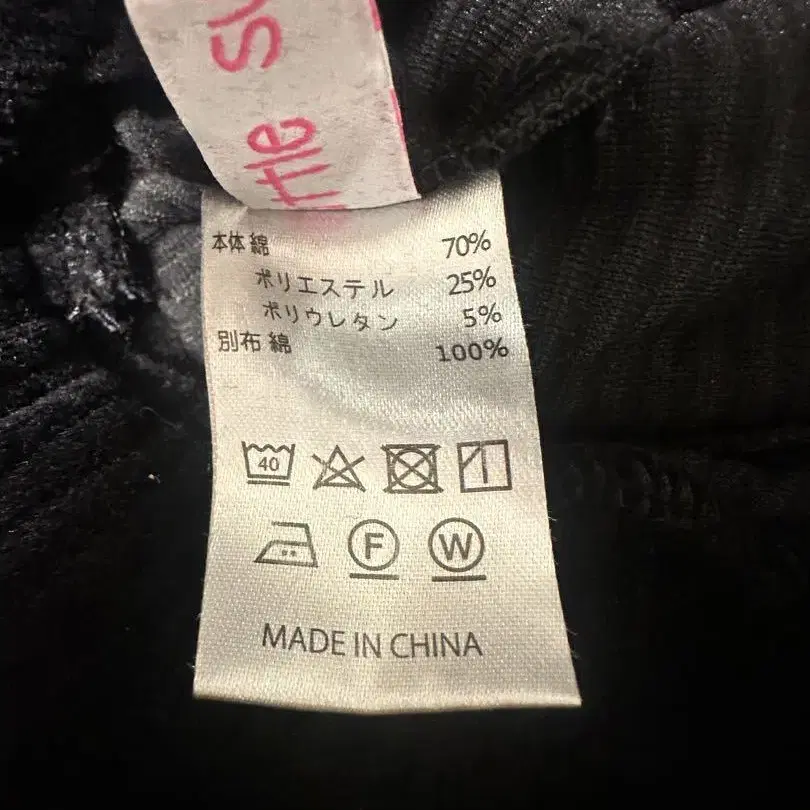 本体 綿 70%
ポリエステル 25%
ポリウレタン 5%
別布 綿 100%
40
F W
MADE IN CHINA